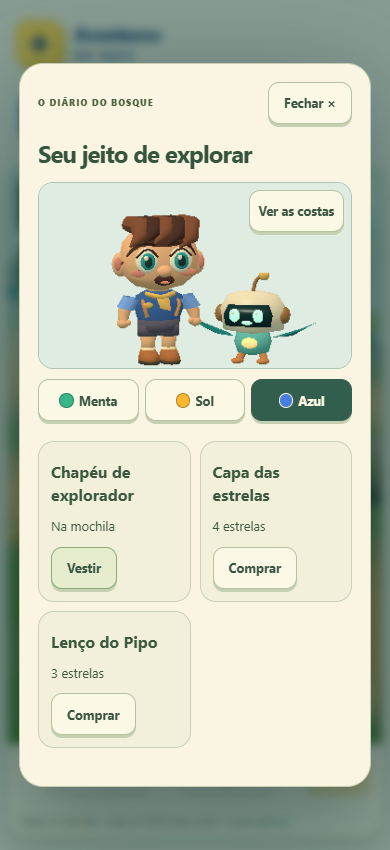 O DIÁRIO DO BOSQUE
Fechar ×
Seu jeito de explorar
Ver as costas
Menta
Sol
Azul
Chapéu de
explorador
Na mochila
Vestir
Capa das
estrelas
4 estrelas
Comprar
Lenço do Pipo
3 estrelas
Comprar